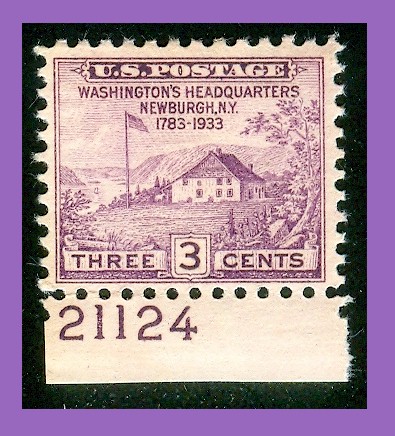 U.S. POSTAGE
WASHINGTON'S HEADQUARTERS
NEWBURGH, N.Y.
1783-1933
THREE 3 CENTS
21124